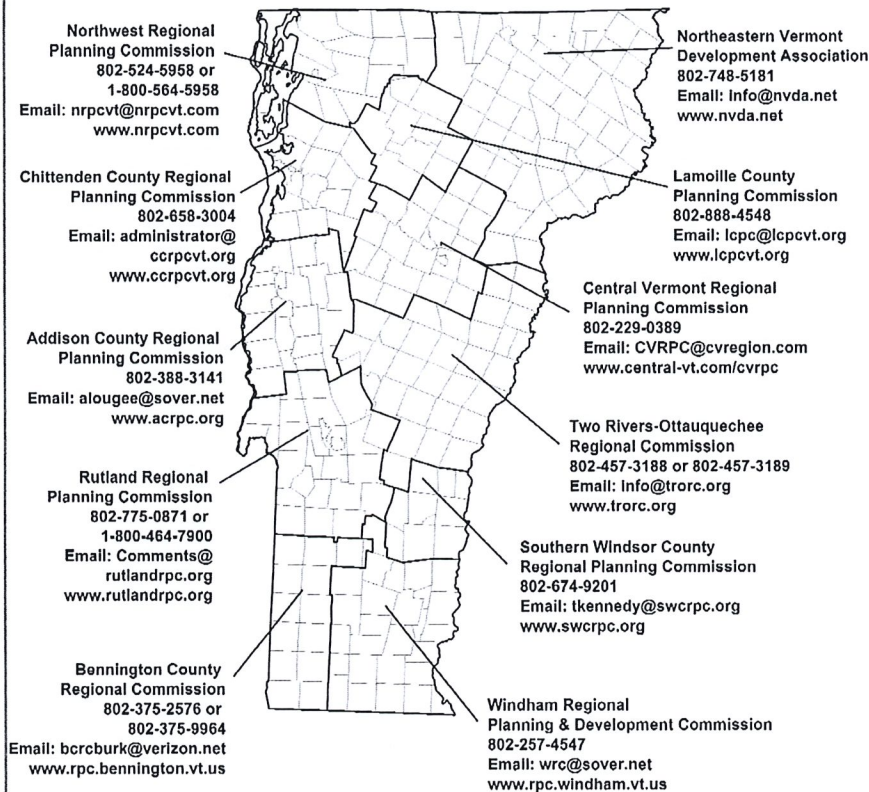 Northwest Regional
Planning Commission
802-524-5958 or
1-800-564-5958
Email: nrpcvt@nrpcvt.com
www.nrpcvt.com
Chittenden County Regional
Planning Commission
802-658-3004
Email: administrator@
ccrpcvt.org
www.ccrpcvt.org
Addison County Regional
Planning Commission
802-388-3141
Email: alougee@sover.net
www.acrpc.org
Rutland Regional
Planning Commission
802-775-0871 or
1-800-464-7900
Email: Comments@
rutlandrpc.org
www.rutlandrpc.org
Bennington County
Regional Commission
802-375-2576 or
802-375-9964
Email: bcrcburk@verizon.net
www.rpc.bennington.vt.us
Northeastern Vermont
Development Association
802-748-5181
Email: Info@nvda.net
www.nvda.net
Lamoille County
Planning Commission
802-888-4548
Email: lcpc@lcpcvt.org
www.lcpcvt.org
Central Vermont Regional
Planning Commission
802-229-0389
Email: CVRPC@cvregion.com
www.central-vt.com/cvrpc
Two Rivers-Ottauquechee
Regional Commission
802-457-3188 or 802-457-3189
Email: Info@trorc.org
www.trorc.org
Southern Windsor County
Regional Planning Commission
802-674-9201
Email: tkennedy@swcrpc.org
www.swcrpc.org
Windham Regional
Planning & Development Commission
802-257-4547
Email: wrc@sover.net
www.rpc.windham.vt.us